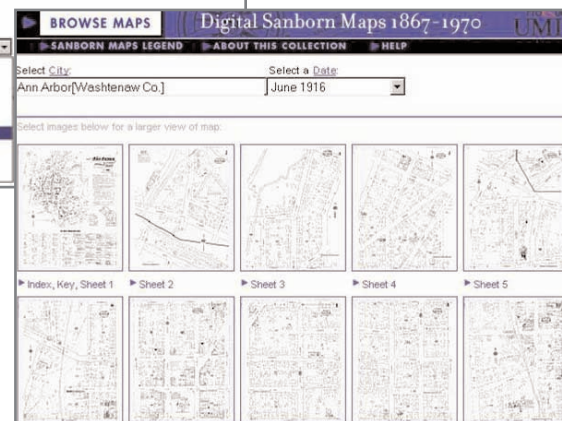 BROWSE MAPS
Digital Sanborn Maps 1867-1970
UMI
SANBORN MAPS LEGEND
ABOUT THIS COLLECTION
HELP
Select City:
Select a Date:
Ann Arbor[Washtenaw Co.]
June 1916
Select images below for a larger view of map:
Index, Key, Sheet 1
Sheet 2
Sheet 3
Sheet 4
Sheet 5